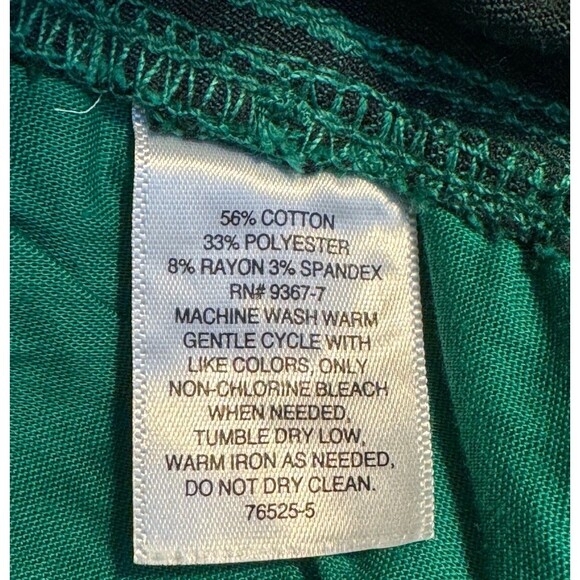 56% COTTON
33% POLYESTER
8% RAYON 3% SPANDEX
RN# 9367-7
MACHINE WASH WARM
GENTLE CYCLE WITH
LIKE COLORS, ONLY
NON-CHLORINE BLEACH
WHEN NEEDED,
TUMBLE DRY LOW,
WARM IRON AS NEEDED,
DO NOT DRY CLEAN.
76525-5